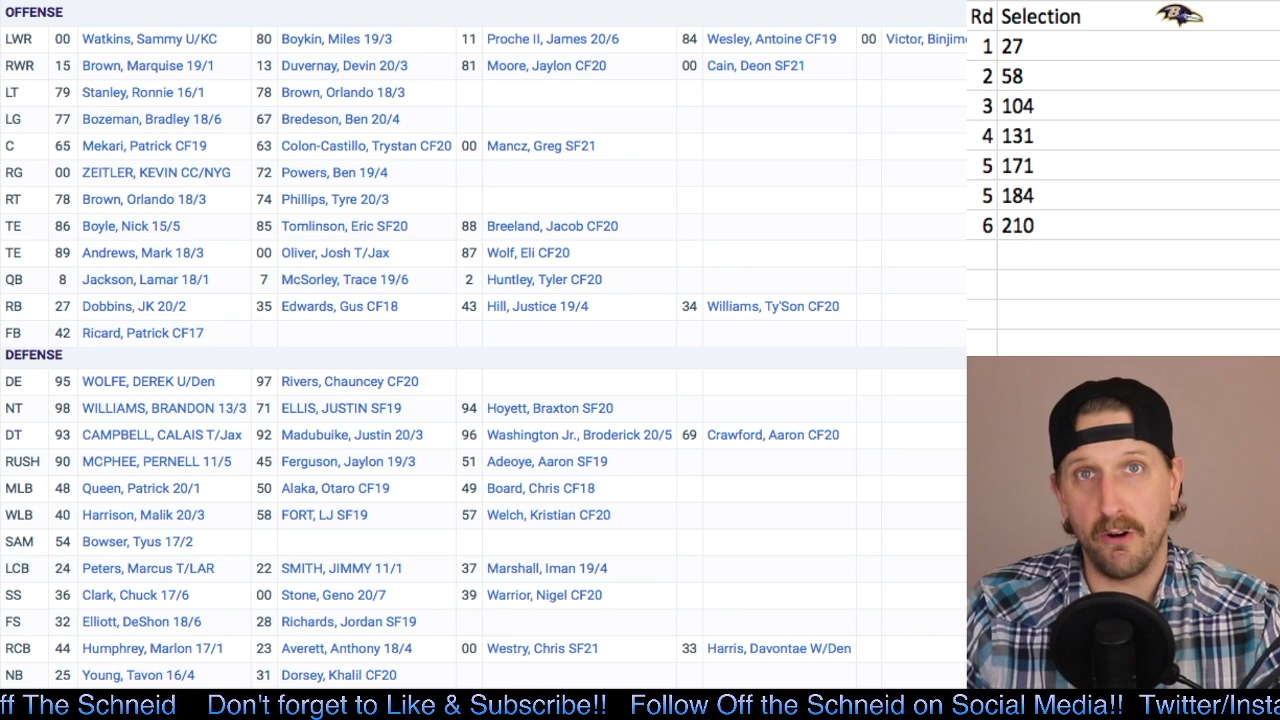 OFFENSE
LWR 00 Watkins, Sammy U/KC 80 Boykin, Miles 19/3 11 Proche II, James 20/6 84 Wesley, Antoine CF19 00 Victor, Binjim
RWR 15 Brown, Marquise 19/1 13 Duvernay, Devin 20/3 81 Moore, Jaylon CF20 00 Cain, Deon SF21
LT 79 Stanley, Ronnie 16/1 78 Brown, Orlando 18/3
LG 77 Bozeman, Bradley 18/6 67 Bredeson, Ben 20/4
C 65 Mekari, Patrick CF19 63 Colon-Castillo, Trystan CF20 00 Mancz, Greg SF21
RG 00 ZEITLER, KEVIN CC/NYG 72 Powers, Ben 19/4
RT 78 Brown, Orlando 18/3 74 Phillips, Tyre 20/3
TE 86 Boyle, Nick 15/5 85 Tomlinson, Eric SF20 88 Breeland, Jacob CF20
TE 89 Andrews, Mark 18/3 00 Oliver, Josh T/Jax 87 Wolf, Eli CF20
QB 8 Jackson, Lamar 18/1 7 McSorley, Trace 19/6 2 Huntley, Tyler CF20
RB 27 Dobbins, JK 20/2 35 Edwards, Gus CF18 43 Hill, Justice 19/4 34 Williams, Ty'Son CF20
FB 42 Ricard, Patrick CF17
DEFENSE
DE 95 WOLFE, DEREK U/Den 97 Rivers, Chauncey CF20
NT 98 WILLIAMS, BRANDON 13/3 71 ELLIS, JUSTIN SF19 94 Hoyett, Braxton SF20
DT 93 CAMPBELL, CALAIS T/Jax 92 Madubuike, Justin 20/3 96 Washington Jr., Broderick 20/5 69 Crawford, Aaron CF20
RUSH 90 MCPHEE, PERNELL 11/5 45 Ferguson, Jaylon 19/3 51 Adeoye, Aaron SF19
MLB 48 Queen, Patrick 20/1 50 Alaka, Otaro CF19 49 Board, Chris CF18
WLB 40 Harrison, Malik 20/3 58 FORT, LJ SF19 57 Welch, Kristian CF20
SAM 54 Bowser, Tyus 17/2
LCB 24 Peters, Marcus T/LAR 22 SMITH, JIMMY 11/1 37 Marshall, Iman 19/4
SS 36 Clark, Chuck 17/6 00 Stone, Geno 20/7 39 Warrior, Nigel CF20
FS 32 Elliott, DeShon 18/6 28 Richards, Jordan SF19
RCB 44 Humphrey, Marlon 17/1 23 Averett, Anthony 18/4 00 Westry, Chris SF21 33 Harris, Davontae W/Den
NB 25 Young, Tavon 16/4 31 Dorsey, Khalil CF20
Rd Selection
1 27
2 58
3 104
4 131
5 171
5 184
6 210
ff The Schneid Don't forget to Like & Subscribe!! Follow Off the Schneid on Social Media!! Twitter/Insta